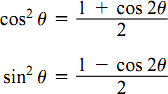 cos² θ = (1 + cos 2θ) / 2
sin² θ = (1 − cos 2θ) / 2